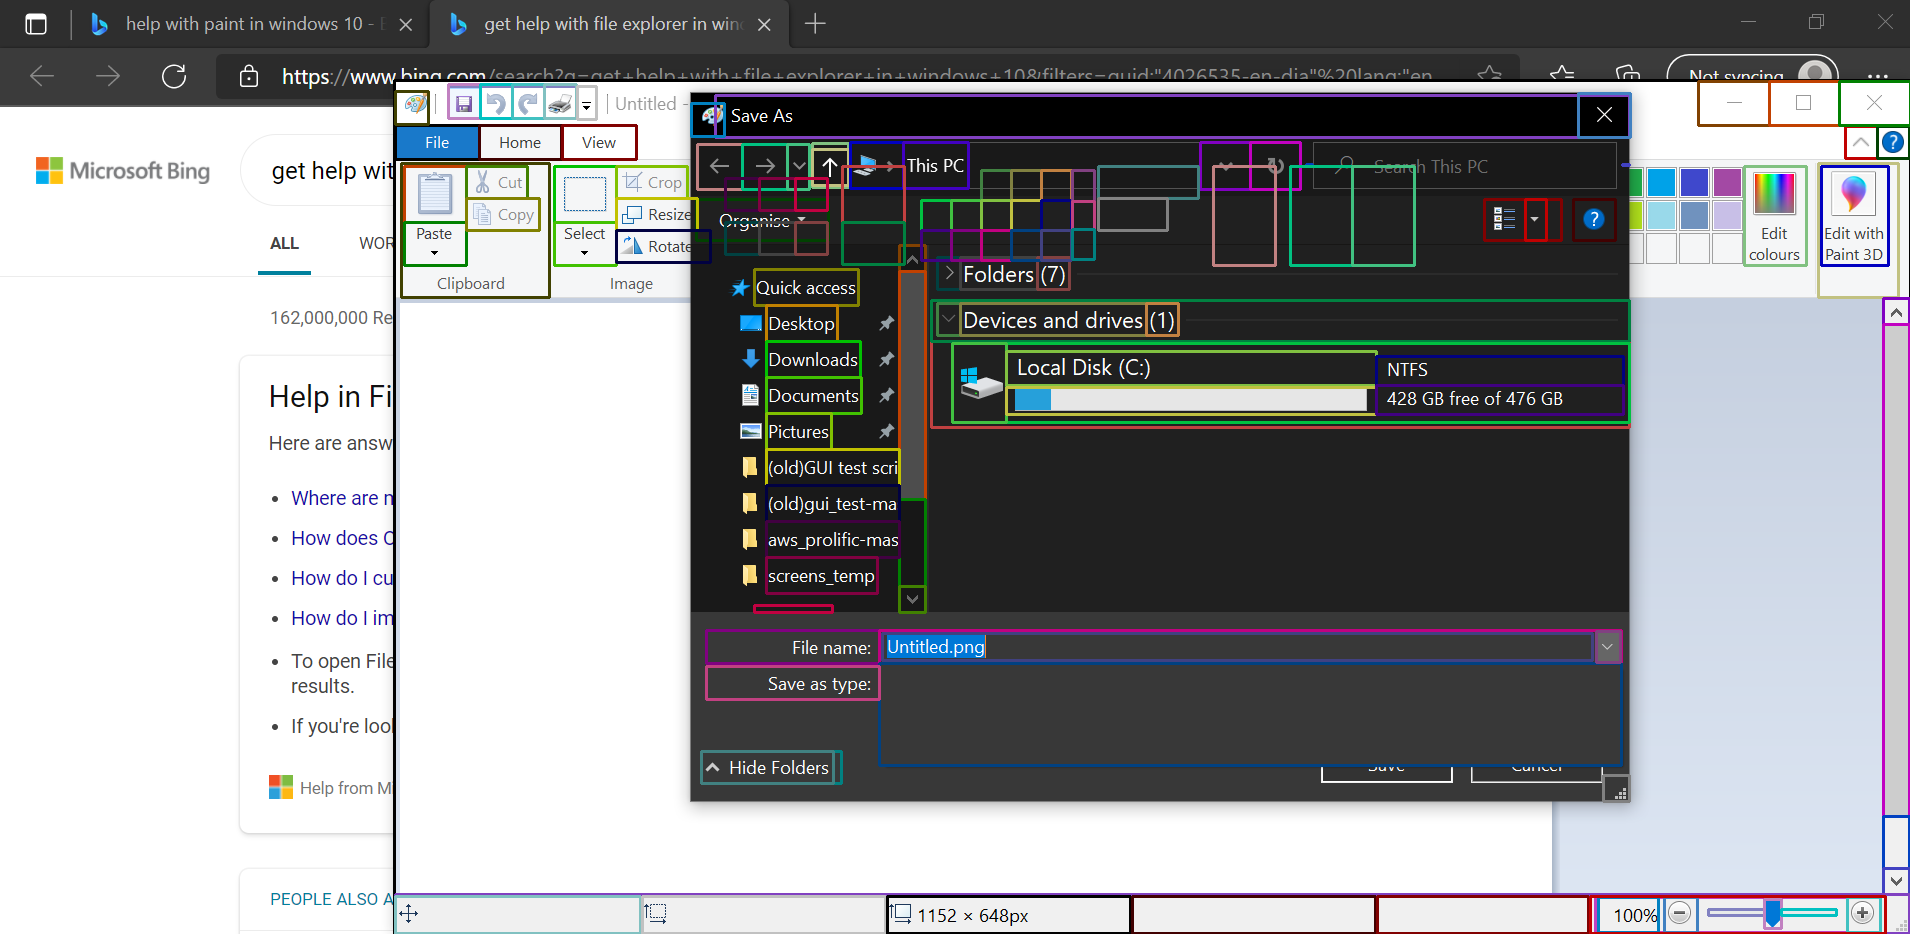 help with paint in windows 10 -
get help with file explorer in win
https://www.bing.com/search?q=get+help+with+file+explorer+in+windows+10&filters=guid:"4026535-en-dia"%20lang:"en
Not syncing
Microsoft Bing
get help wit
ALL
WOR
162,000,000 Re
Help in Fi
Here are answ
Where are n
How does C
How do I cu
How do I im
To open File
results.
If you're loo
Help from Mi
PEOPLE ALSO A
Untitled -
File
Home
View
Paste
Cut
Copy
Clipboard
Select
Crop
Resize
Rotate
Image
Edit
colours
Edit with
Paint 3D
Save As
This PC
Search This PC
Organise
Quick access
Desktop
Downloads
Documents
Pictures
(old)GUI test scri
(old)gui_test-ma
aws_prolific-mas
screens_temp
Folders (7)
Devices and drives (1)
Local Disk (C:)
NTFS
428 GB free of 476 GB
File name:
Untitled.png
Save as type:
Hide Folders
Save
Cancel
1152 × 648px
100%